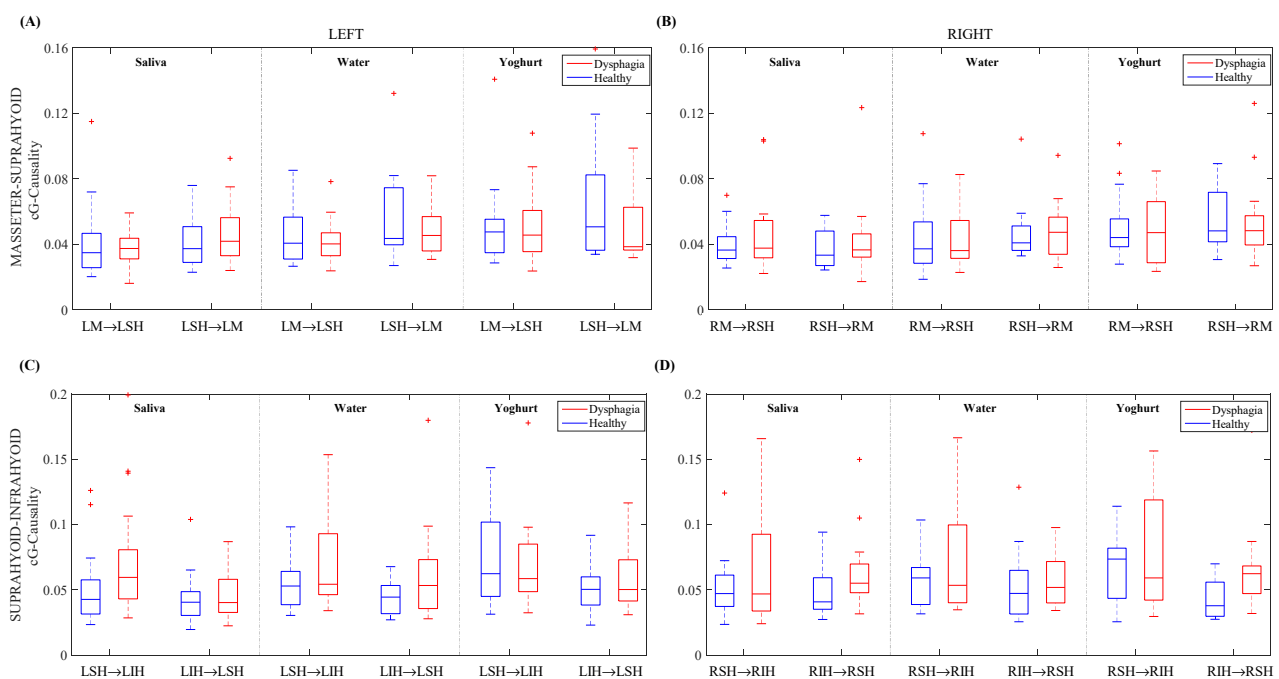 (A)
LEFT
(B)
RIGHT
MASSETER-SUPRAHYOID
cG-Causality
0.16
0.12
0.08
0.04
0
Saliva
Water
Yoghurt
Dysphagia
Healthy
LM→LSH
LSH→LM
LM→LSH
LSH→LM
LM→LSH
LSH→LM
0.16
0.12
0.08
0.04
0
Saliva
Water
Yoghurt
Dysphagia
Healthy
RM→RSH
RSH→RM
RM→RSH
RSH→RM
RM→RSH
RSH→RM
(C)
(D)
SUPRAHYOID-INFRAHYOID
cG-Causality
0.2
0.15
0.1
0.05
0
Saliva
Water
Yoghurt
Dysphagia
Healthy
LSH→LIH
LIH→LSH
LSH→LIH
LIH→LSH
LSH→LIH
LIH→LSH
0.2
0.15
0.1
0.05
0
Saliva
Water
Yoghurt
Dysphagia
Healthy
RSH→RIH
RIH→RSH
RSH→RIH
RIH→RSH
RSH→RIH
RIH→RSH